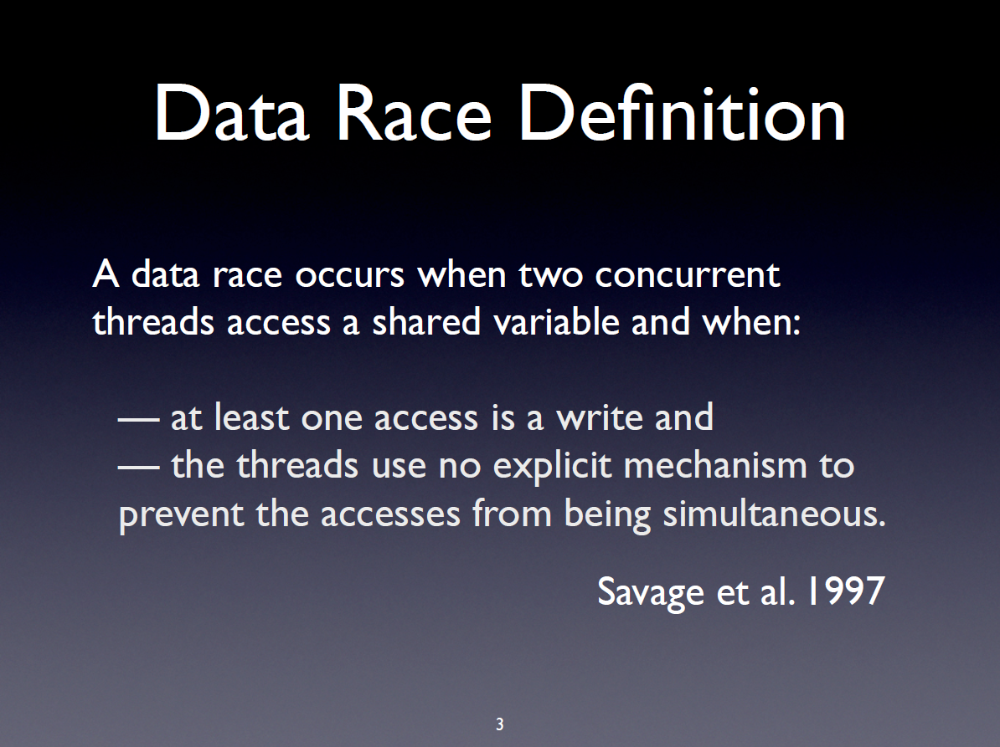 Data Race Definition
A data race occurs when two concurrent
threads access a shared variable and when:
— at least one access is a write and
— the threads use no explicit mechanism to
prevent the accesses from being simultaneous.
Savage et al. 1997
3